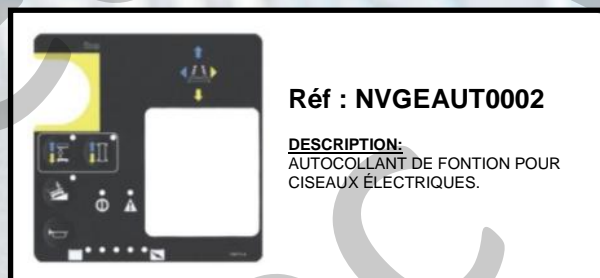 Réf : NVGEAUT0002
DESCRIPTION:
AUTOCOLLANT DE FONTION POUR
CISEAUX ÉLECTRIQUES.